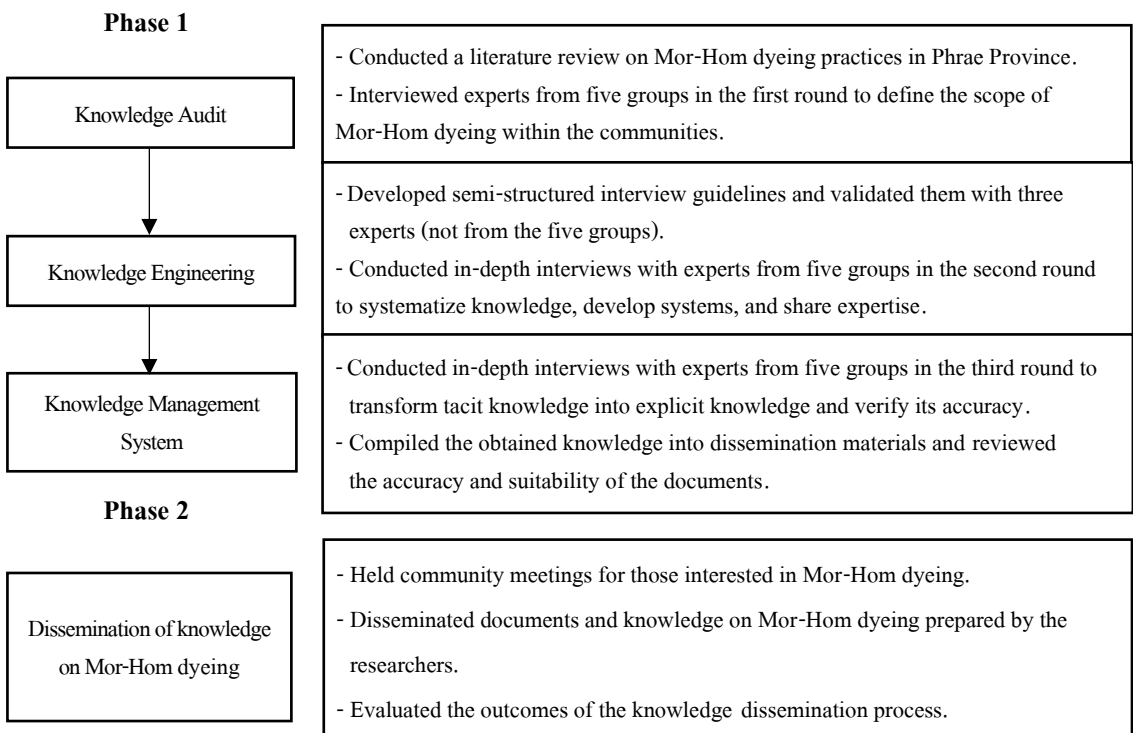 Phase 1
Knowledge Audit
- Conducted a literature review on Mor-Hom dyeing practices in Phrae Province.
- Interviewed experts from five groups in the first round to define the scope of
Mor-Hom dyeing within the communities.
Knowledge Engineering
- Developed semi-structured interview guidelines and validated them with three
experts (not from the five groups).
- Conducted in-depth interviews with experts from five groups in the second round
to systematize knowledge, develop systems, and share expertise.
Knowledge Management
System
- Conducted in-depth interviews with experts from five groups in the third round to
transform tacit knowledge into explicit knowledge and verify its accuracy.
- Compiled the obtained knowledge into dissemination materials and reviewed
the accuracy and suitability of the documents.
Phase 2
Dissemination of knowledge
on Mor-Hom dyeing
- Held community meetings for those interested in Mor-Hom dyeing.
- Disseminated documents and knowledge on Mor-Hom dyeing prepared by the
researchers.
- Evaluated the outcomes of the knowledge dissemination process.